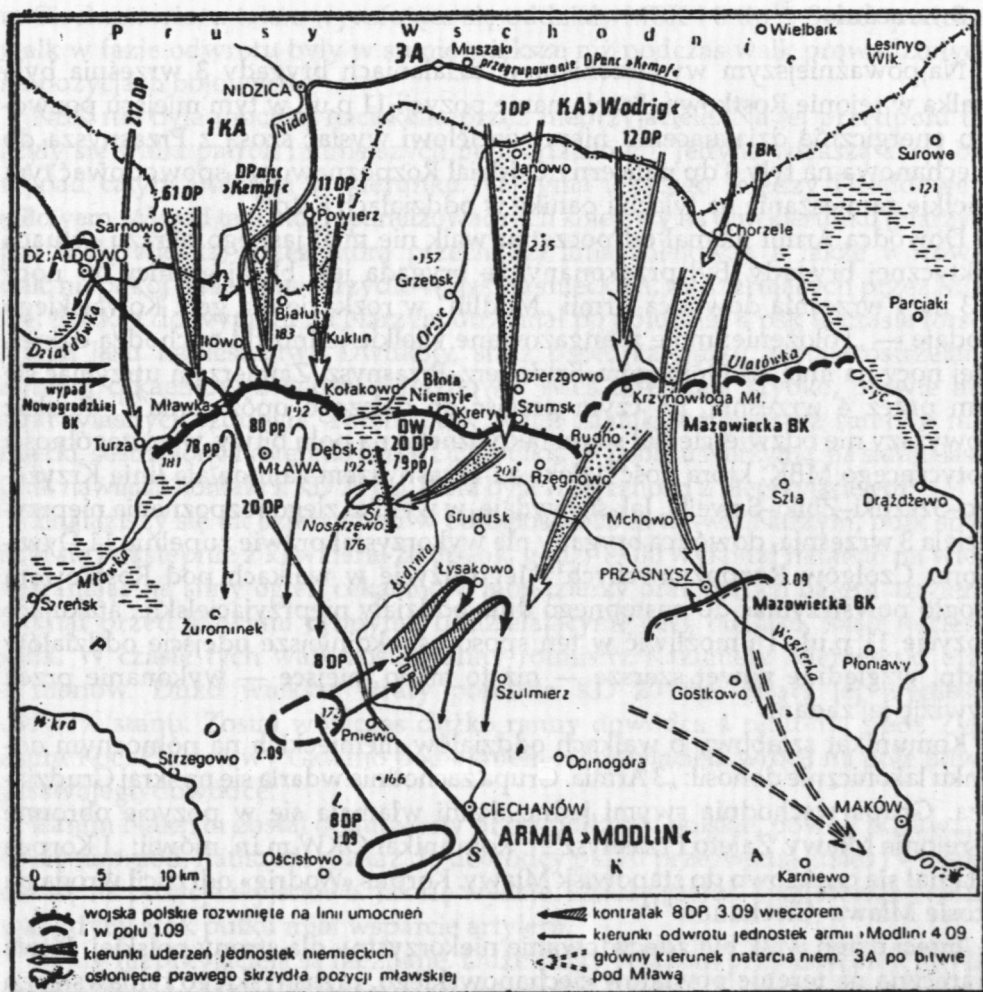 Prusy Wschodn
Wielbark
Lesiny Wlk.
3A
Muszaki
przegrupowanie DPanc »Kempf«
NIDZICA
217 DP
1 KA
Nida
1 DP
KA »Wodrig«
12 DP
1 BK
Surowe
121
61 DP
DPanc »Kempf«
11 DP
Janowo
Sarnowo
Powierz
Chorzele
DZIAŁDOWO
157
Grzebsk
Białuty
183
Parciaki
Działdówka
Iłowo
Kuklin
Orzyc
Ulatówka
Orzyc
wypad Nowogrodzkiej BK
Mławka
192
Kołakowo
Błota Niemyje
Dzierzgowo
Krzynowłoga Mł.
80 pp
Krery
Szumsk
78 pp
181
MŁAWA
Dębsk
192
OW 20 DP
79 pp
Rudno
Mazowiecka BK
20 DP
201
Rzęgnowo
Szla
Drążdżewo
Nosarzewo
176
Grudusk
Mchowo
Mławka
Łydynia
Łysakowo
PRZASNYSZ
3.09
Mazowiecka BK
Szreńsk
Żurominek
Węgierka
Płoniawy
8 DP
Szulmierz
Gostkowo
Wkra
172
2.09
Pniewo
Strzegowo
146
Opinogóra
CIECHANÓW
MAKÓW
8 DP 1.09
ARMIA »MODLIN«
Ościsłowo
Karniewo
0 5 10 km
wojska polskie rozwinięte na linii umocnień i w polu 1.09
kierunki uderzeń jednostek niemieckich
osłonięcie prawego skrzydła pozycji mławskiej
kontratak 8 DP 3.09 wieczorem
kierunki odwrotu jednostek armii »Modlin« 4.09
główny kierunek natarcia niem. 3A po bitwie pod Mławą